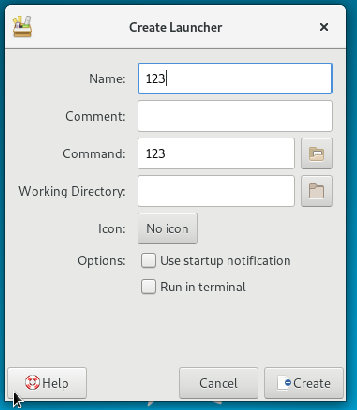 Create Launcher
Name: 123
Comment:
Command: 123
Working Directory:
Icon: No icon
Options: Use startup notification
Run in terminal
Help Cancel Create